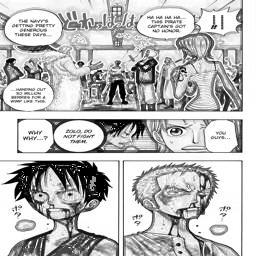 THE NAVY'S
GETTING PRETTY
GENEROUS
THESE DAYS...
HA HA HA HA...
THIS PIRATE
CAPTAIN'S GOT
NO HONOR.
!!
...HANDING OUT
30 MILLION
BERRIES FOR A
WIMP LIKE THIS.
WHY
WHY...?
ZOLO, DO
NOT FIGHT
THEM.
YOU
GUYS...